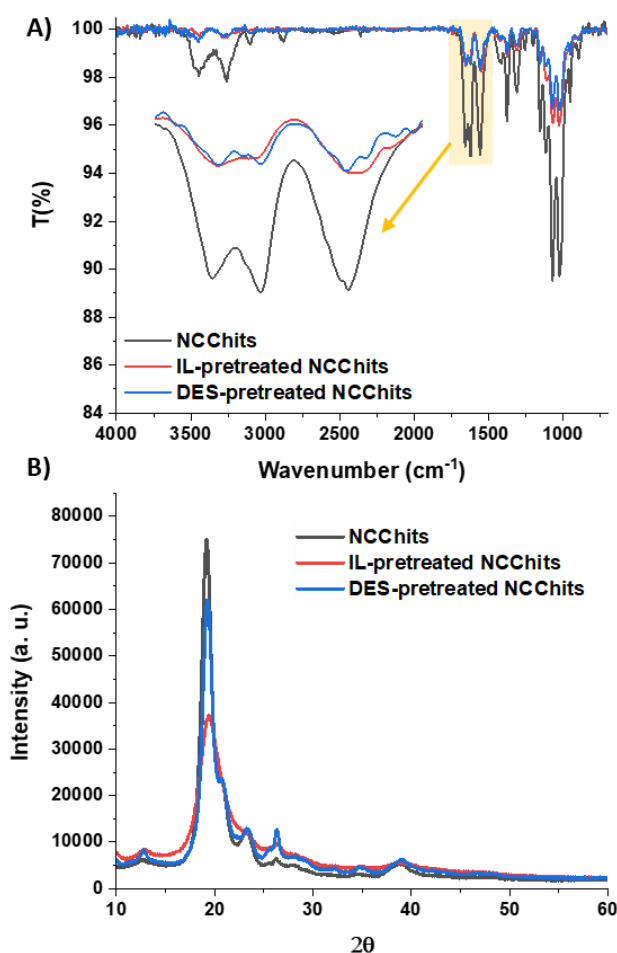 A)
100
98
96
94
92
90
88
86
84
T(%)
NCChits
IL-pretreated NCChits
DES-pretreated NCChits
4000 3500 3000 2500 2000 1500 1000
Wavenumber (cm-1)
B)
80000
70000
60000
50000
40000
30000
20000
10000
0
Intensity (a. u.)
NCChits
IL-pretreated NCChits
DES-pretreated NCChits
10 20 30 40 50 60
2θ